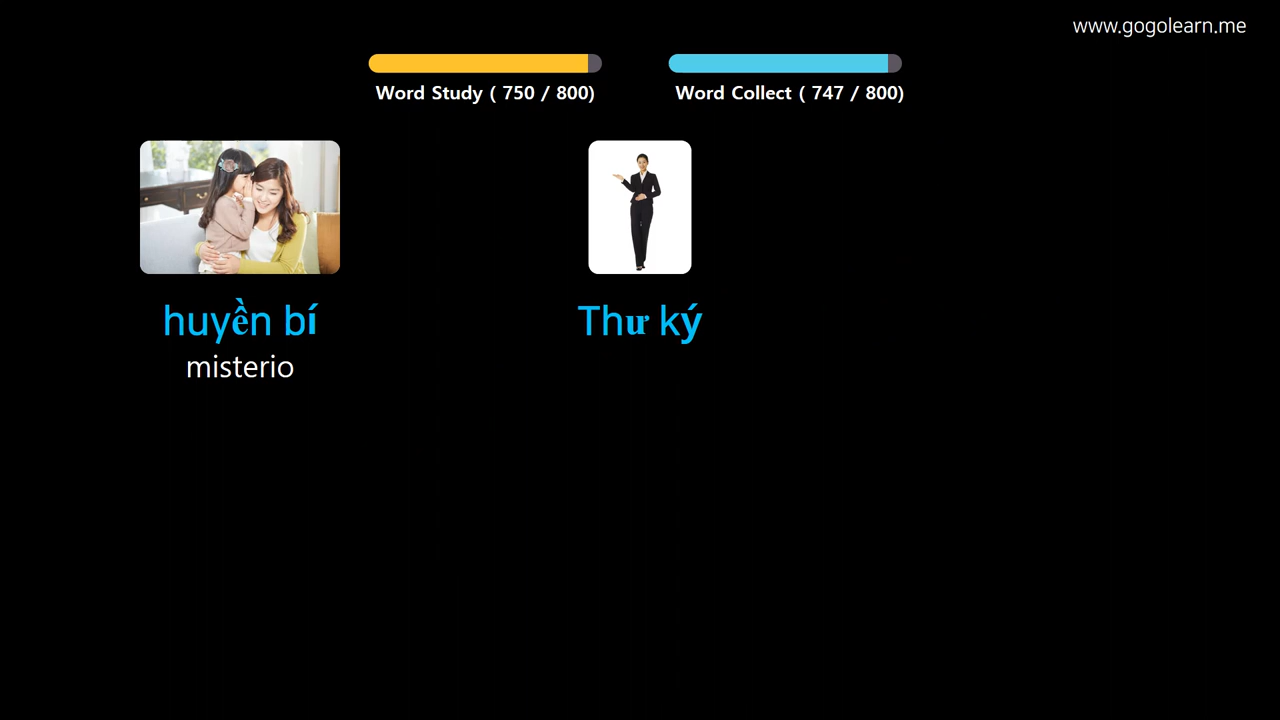 www.gogolearn.me
Word Study ( 750 / 800)
Word Collect ( 747 / 800)
huyền bí
misterio
Thư ký